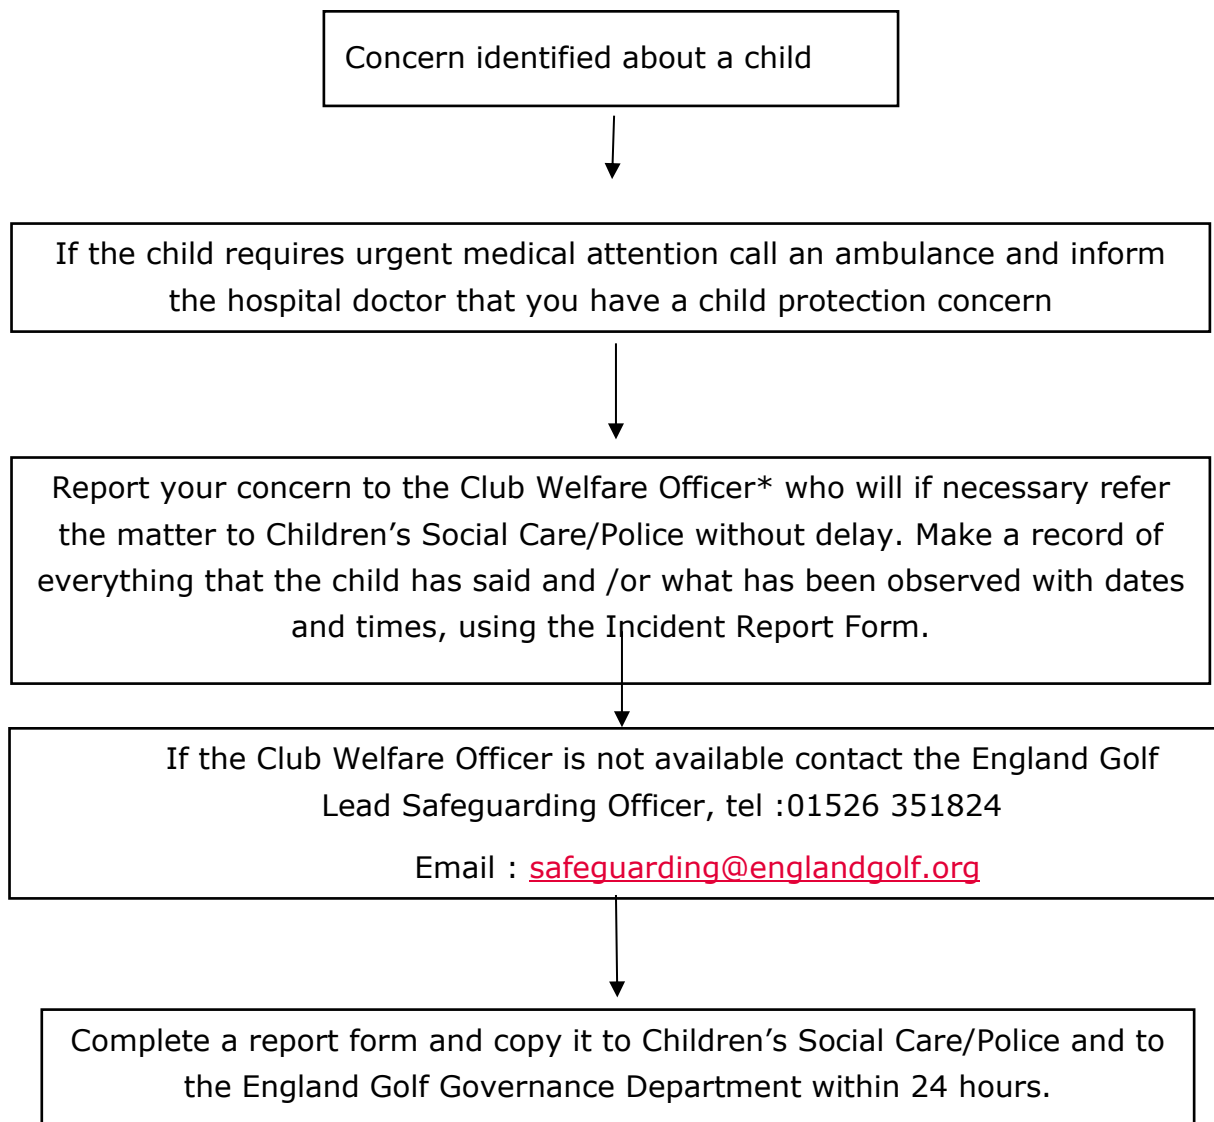 Concern identified about a child
If the child requires urgent medical attention call an ambulance and inform
the hospital doctor that you have a child protection concern
Report your concern to the Club Welfare Officer* who will if necessary refer
the matter to Children’s Social Care/Police without delay. Make a record of
everything that the child has said and /or what has been observed with dates
and times, using the Incident Report Form.
If the Club Welfare Officer is not available contact the England Golf
Lead Safeguarding Officer, tel :01526 351824
Email : safeguarding@englandgolf.org
Complete a report form and copy it to Children’s Social Care/Police and to
the England Golf Governance Department within 24 hours.